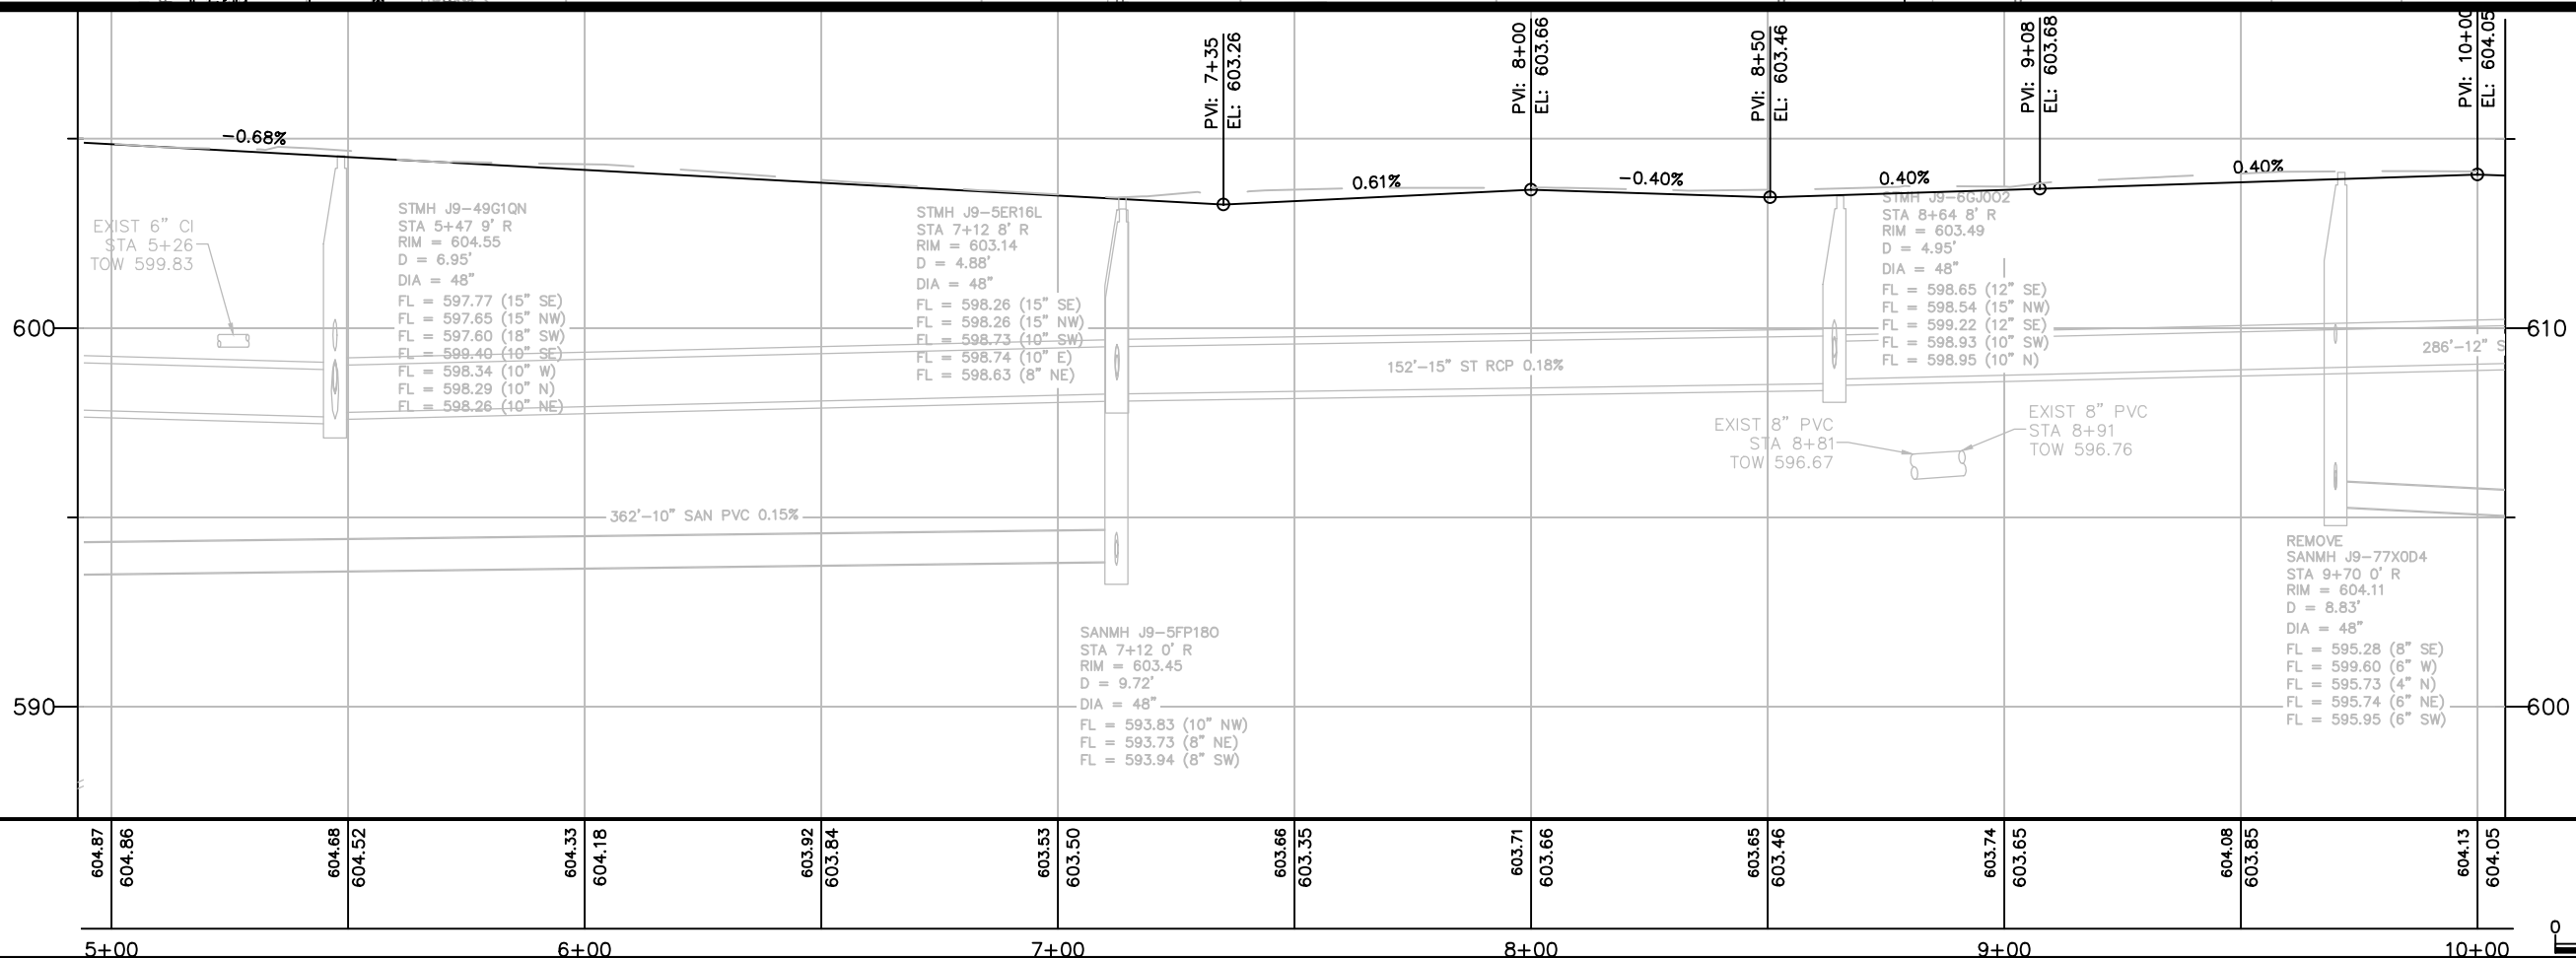 PVI: 7+35
EL: 603.26
PVI: 8+00
EL: 603.66
PVI: 8+50
EL: 603.46
PVI: 9+08
EL: 603.68
PVI: 10+00
EL: 604.05
-0.68%
0.61%
-0.40%
0.40%
0.40%
EXIST 6" CI
STA 5+26
TOW 599.83
STMH J9-49G1QN
STA 5+47 9' R
RIM = 604.55
D = 6.95'
DIA = 48"
FL = 597.77 (15" SE)
FL = 597.65 (15" NW)
FL = 597.60 (18" SW)
FL = 599.40 (10" SE)
FL = 598.34 (10" W)
FL = 598.29 (10" N)
FL = 598.26 (10" NE)
STMH J9-5ER16L
STA 7+12 8' R
RIM = 603.14
D = 4.88'
DIA = 48"
FL = 598.26 (15" SE)
FL = 598.26 (15" NW)
FL = 598.73 (10" SW)
FL = 598.74 (10" E)
FL = 598.63 (8" NE)
STMH J9-6GJ0O2
STA 8+64 8' R
RIM = 603.49
D = 4.95'
DIA = 48"
FL = 598.65 (12" SE)
FL = 598.54 (15" NW)
FL = 599.22 (12" SE)
FL = 598.93 (10" SW)
FL = 598.95 (10" N)
600
610
152'-15" ST RCP 0.18%
286'-12" S
EXIST 8" PVC
STA 8+81
TOW 596.67
EXIST 8" PVC
STA 8+91
TOW 596.76
362'-10" SAN PVC 0.15%
REMOVE
SANMH J9-77X0D4
STA 9+70 0' R
RIM = 604.11
D = 8.83'
DIA = 48"
FL = 595.28 (8" SE)
FL = 599.60 (6" W)
FL = 595.73 (4" N)
FL = 595.74 (6" NE)
FL = 595.95 (6" SW)
SANMH J9-5FP18O
STA 7+12 0' R
RIM = 603.45
D = 9.72'
DIA = 48"
FL = 593.83 (10" NW)
FL = 593.73 (8" NE)
FL = 593.94 (8" SW)
590
600
604.87
604.86
604.68
604.52
604.33
604.18
603.92
603.84
603.53
603.50
603.66
603.35
603.71
603.66
603.65
603.46
603.74
603.65
604.08
603.85
604.13
604.05
0
5+00
6+00
7+00
8+00
9+00
10+00